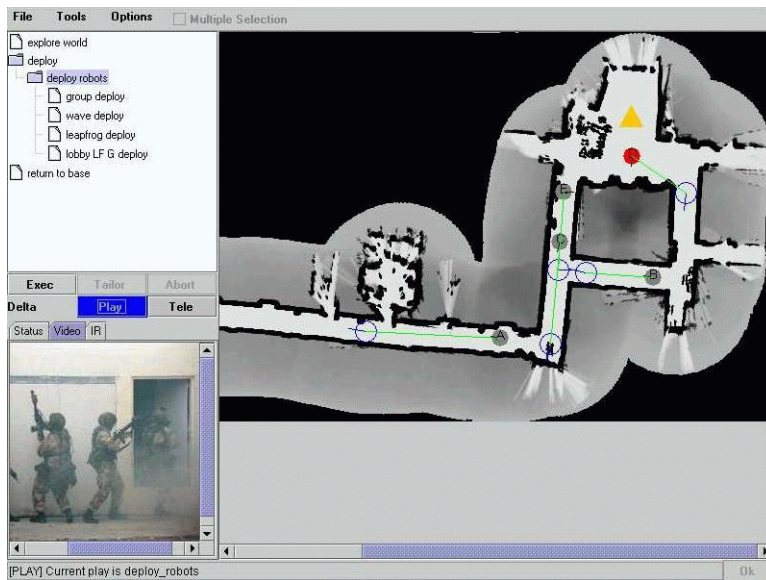 File Tools Options Multiple Selection
explore world
deploy
deploy robots
group deploy
wave deploy
leapfrog deploy
lobby LF G deploy
return to base
Exec Tailor Abort
Delta Play Tele
Status Video IR
E
B
A
[PLAY] Current play is deploy_robots Ok